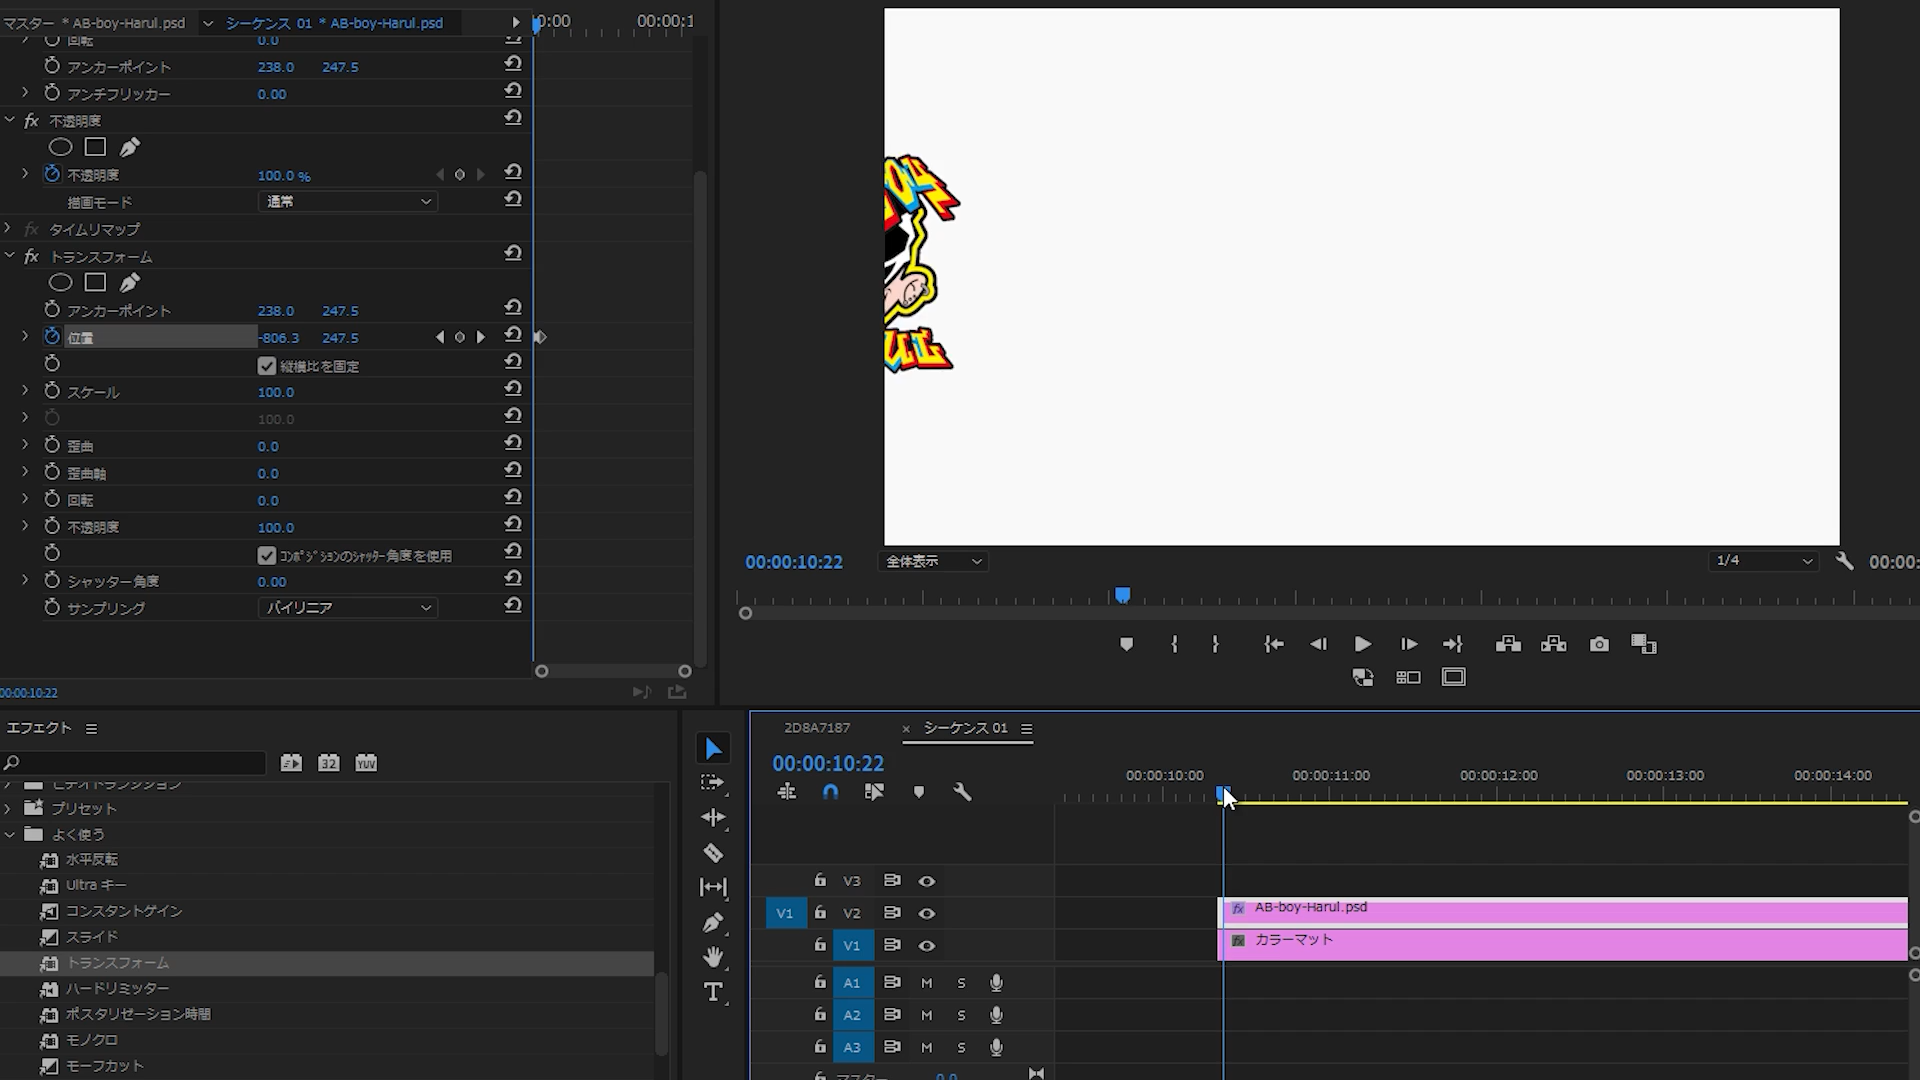 マスター * AB-boy-Harul.psd
シーケンス 01 * AB-boy-Harul.psd
0:00
00:00:1
回転 0.0
アンカーポイント 238.0 247.5
アンチフリッカー 0.00
fx 不透明度
不透明度 100.0 %
描画モード 通常
fx タイムリマップ
fx トランスフォーム
アンカーポイント 238.0 247.5
位置 -806.3 247.5
縦横比を固定
スケール 100.0
100.0
歪曲 0.0
歪曲軸 0.0
回転 0.0
不透明度 100.0
ｺﾝﾎﾟｼﾞｼｮﾝのｼｬｯﾀｰ角度を使用
シャッター角度 0.00
サンプリング バイリニア
00:00:10:22
00:00:10:22
全体表示
1/4
00:00:
エフェクト
32
YUV
ビデオトランジション
プリセット
よく使う
水平反転
Ultra キー
コンスタントゲイン
スライド
トランスフォーム
ハードリミッター
ポスタリゼーション時間
モノクロ
モーフカット
2D8A7187
× シーケンス 01
00:00:10:22
00:00:10:00
00:00:11:00
00:00:12:00
00:00:13:00
00:00:14:00
V3
V1 V2
fx AB-boy-Harul.psd
V1
fx カラーマット
A1 M S
A2 M S
A3 M S
マスター 0.0